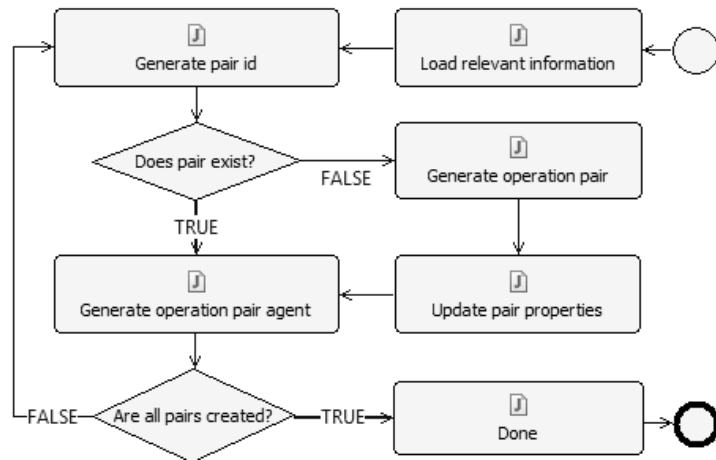 J
J
Generate pair id
Load relevant information
J
Does pair exist?
FALSE
Generate operation pair
TRUE
J
J
Generate operation pair agent
Update pair properties
J
FALSE
Are all pairs created?
TRUE
Done